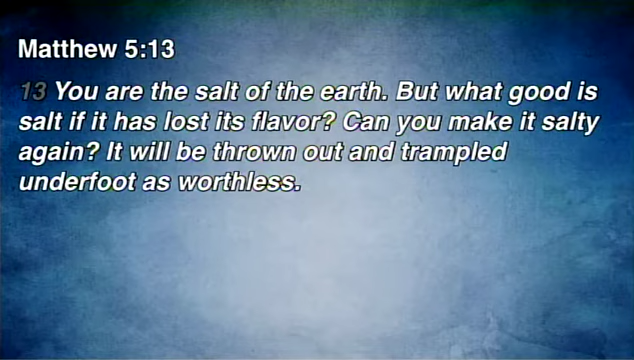 Matthew 5:13
13 You are the salt of the earth. But what good is
salt if it has lost its flavor? Can you make it salty
again? It will be thrown out and trampled
underfoot as worthless.